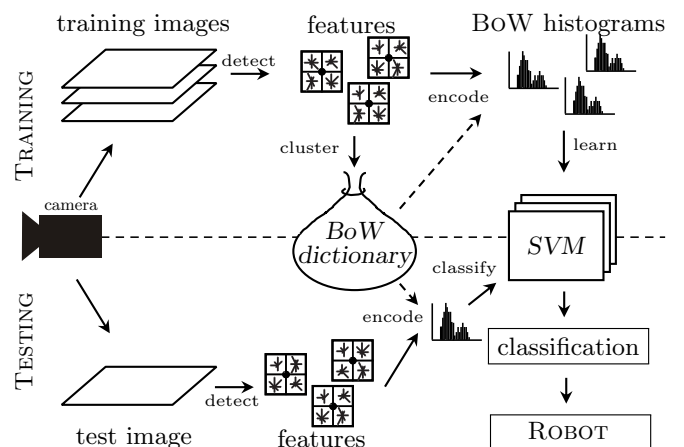 training images
features
BoW histograms
detect
encode
TRAINING
cluster
learn
camera
BoW
dictionary
SVM
classify
encode
TESTING
classification
detect
test image
features
ROBOT